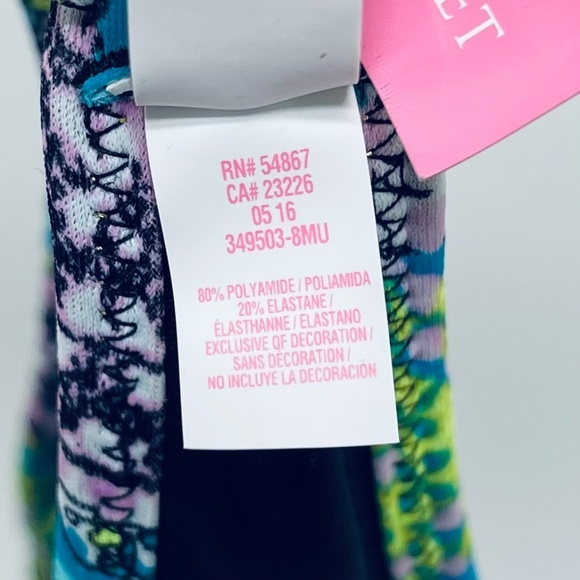 ET
RN# 54867
CA# 23226
05 16
349503-8MU
80% POLYAMIDE / POLIAMIDA
20% ELASTANE /
ÉLASTHANNE / ELASTANO
EXCLUSIVE OF DECORATION /
SANS DÉCORATION /
NO INCLUYE LA DECORACIÓN